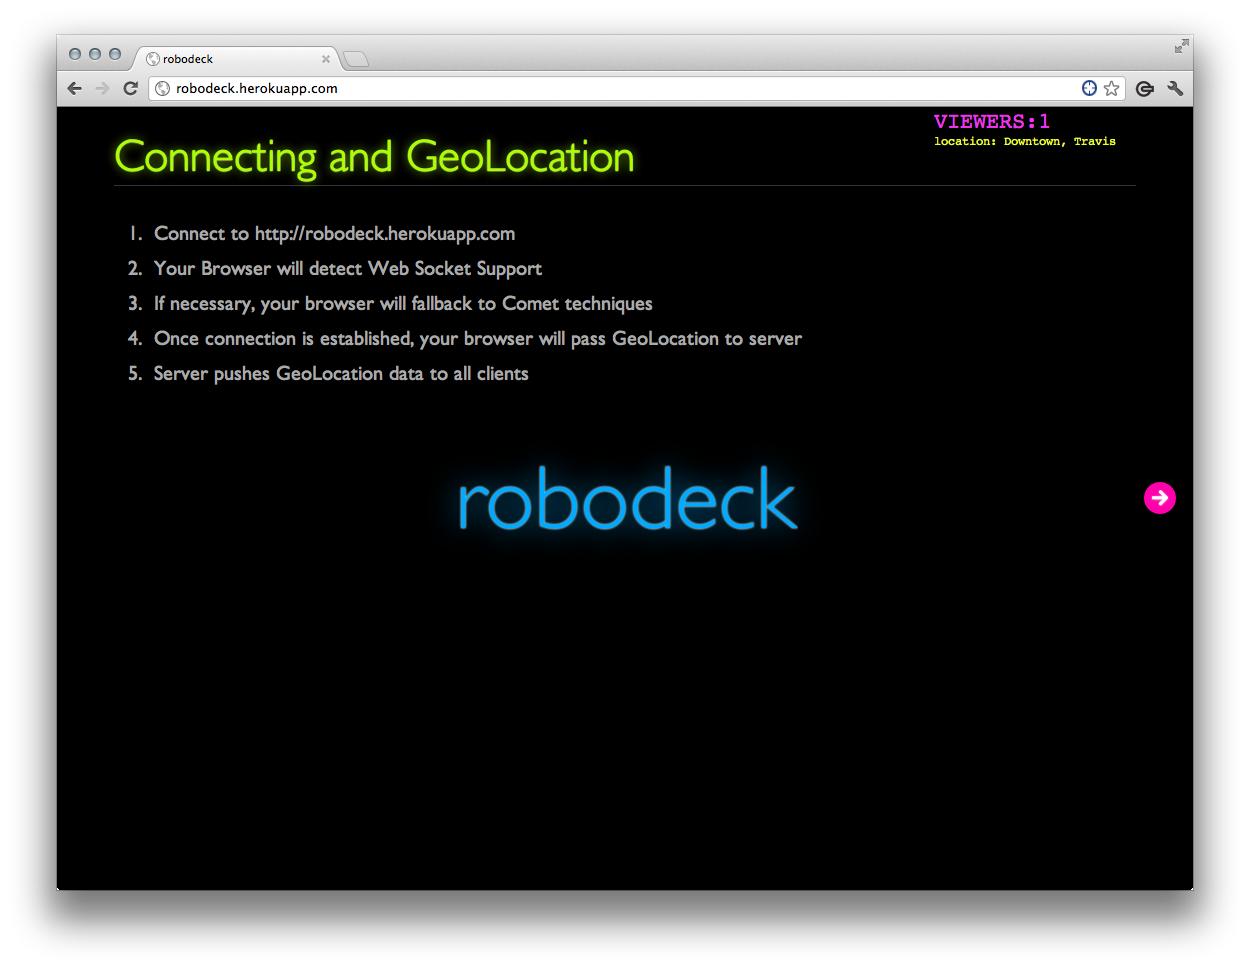 robodeck
robodeck.herokuapp.com
VIEWERS:1
location: Downtown, Travis
Connecting and GeoLocation
1. Connect to http://robodeck.herokuapp.com
2. Your Browser will detect Web Socket Support
3. If necessary, your browser will fallback to Comet techniques
4. Once connection is established, your browser will pass GeoLocation to server
5. Server pushes GeoLocation data to all clients
robodeck